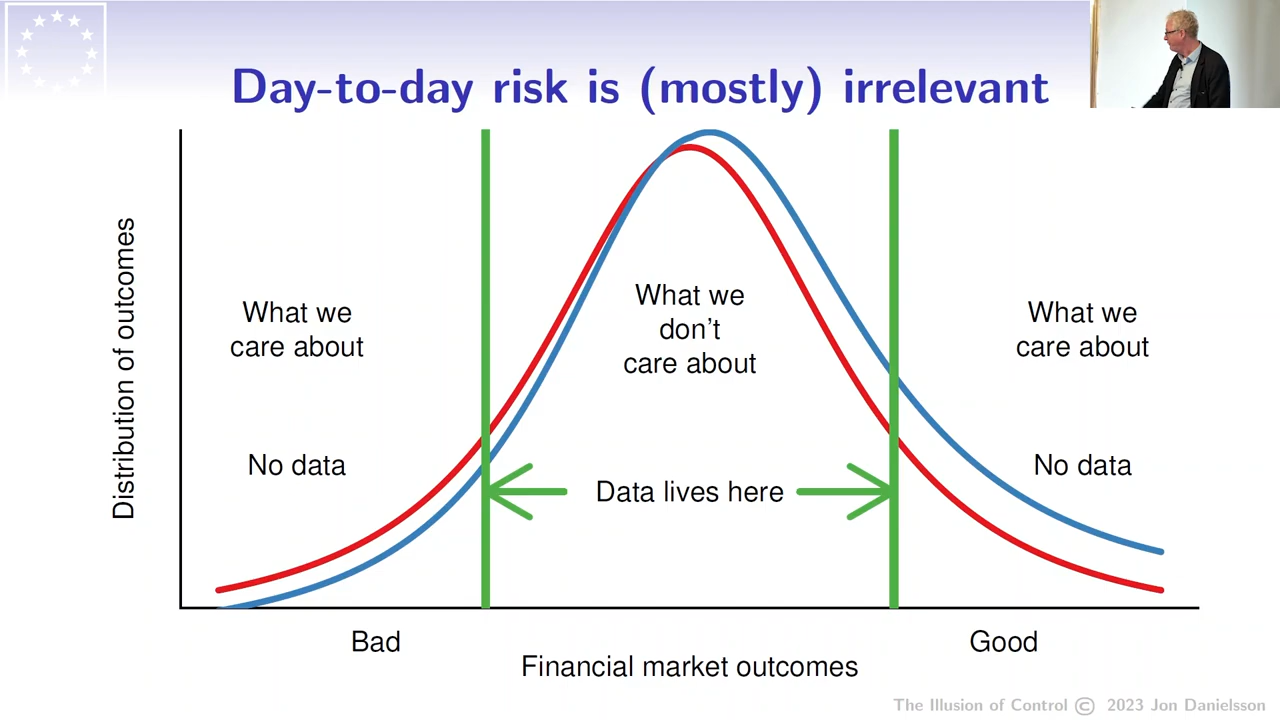 Day-to-day risk is (mostly) irrelevant
Distribution of outcomes
What we
care about
No data
What we
don't
care about
Data lives here
What we
care about
No data
Bad
Good
Financial market outcomes
The Illusion of Control © 2023 Jon Danielsson